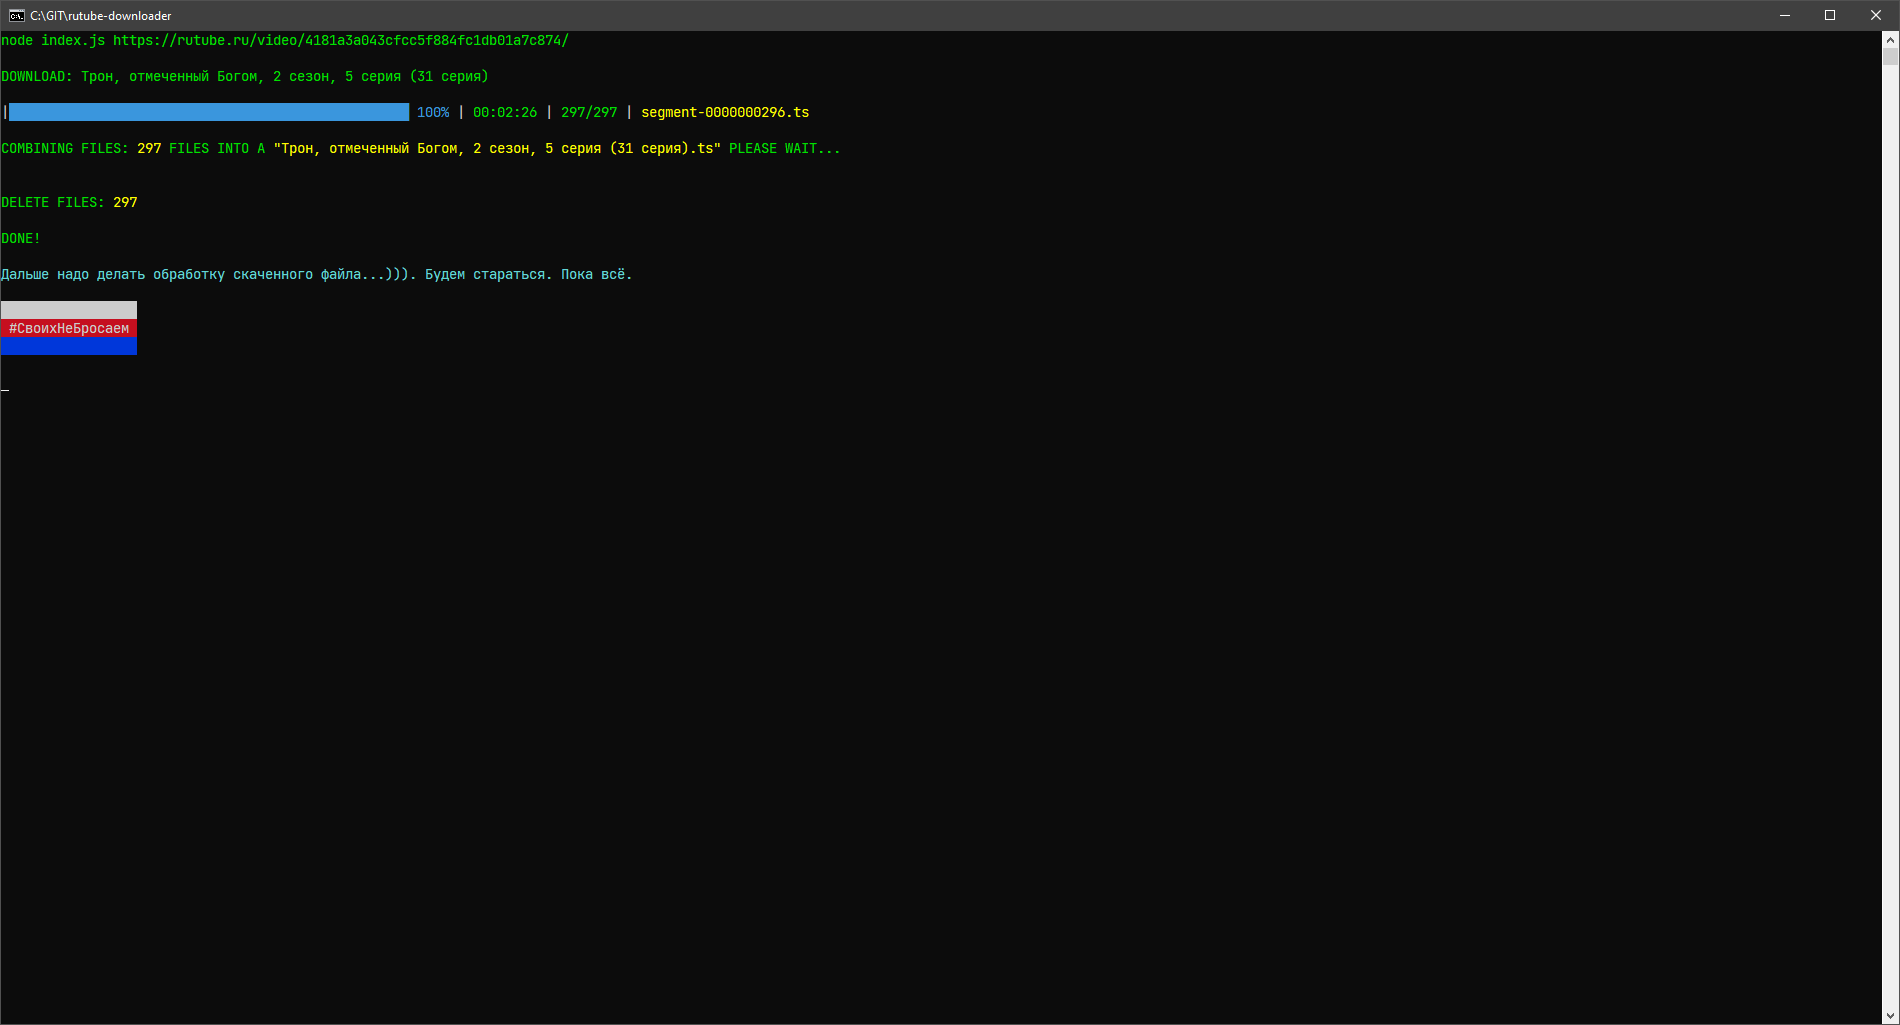 C:\GIT\rutube-downloader
node index.js https://rutube.ru/video/4181a3a043cfcc5f884fc1db01a7c874/
DOWNLOAD: Трон, отмеченный Богом, 2 сезон, 5 серия (31 серия)
| 100% | 00:02:26 | 297/297 | segment-0000000296.ts
COMBINING FILES: 297 FILES INTO A "Трон, отмеченный Богом, 2 сезон, 5 серия (31 серия).ts" PLEASE WAIT...
DELETE FILES: 297
DONE!
Дальше надо делать обработку скаченного файла...))). Будем стараться. Пока всё.
#СвоихНеБросаем